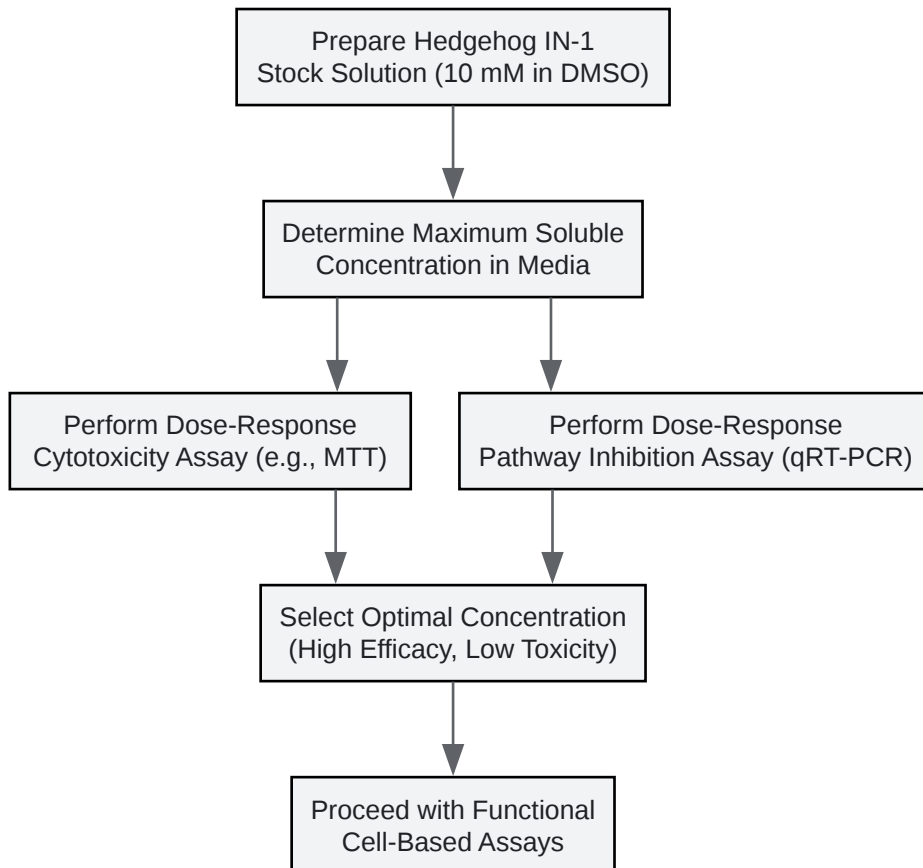 Prepare Hedgehog IN-1
Stock Solution (10 mM in DMSO)
Determine Maximum Soluble
Concentration in Media
Perform Dose-Response
Cytotoxicity Assay (e.g., MTT)
Perform Dose-Response
Pathway Inhibition Assay (qRT-PCR)
Select Optimal Concentration
(High Efficacy, Low Toxicity)
Proceed with Functional
Cell-Based Assays